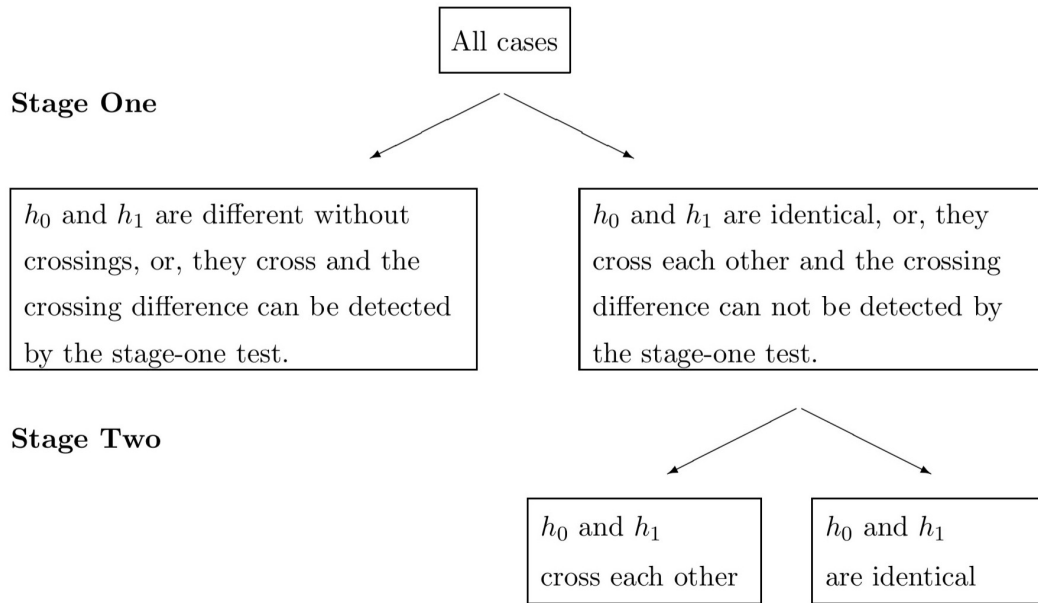 All cases
Stage One
h₀ and h₁ are different without
crossings, or, they cross and the
crossing difference can be detected
by the stage-one test.
h₀ and h₁ are identical, or, they
cross each other and the crossing
difference can not be detected by
the stage-one test.
Stage Two
h₀ and h₁
cross each other
h₀ and h₁
are identical